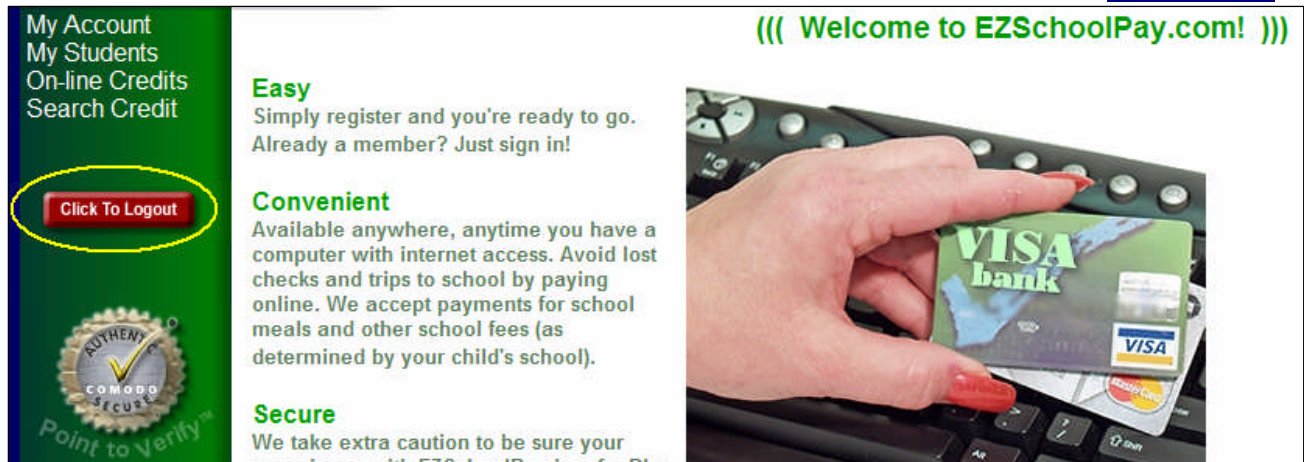 My Account
My Students
On-line Credits
Search Credit
Click To Logout
AUTHENTIC
COMODO
SECURE
Point to Verify™
((( Welcome to EZSchoolPay.com! )))
Easy
Simply register and you're ready to go.
Already a member? Just sign in!
Convenient
Available anywhere, anytime you have a
computer with internet access. Avoid lost
checks and trips to school by paying
online. We accept payments for school
meals and other school fees (as
determined by your child's school).
Secure
We take extra caution to be sure your
VISA
bank
VISA
MasterCard